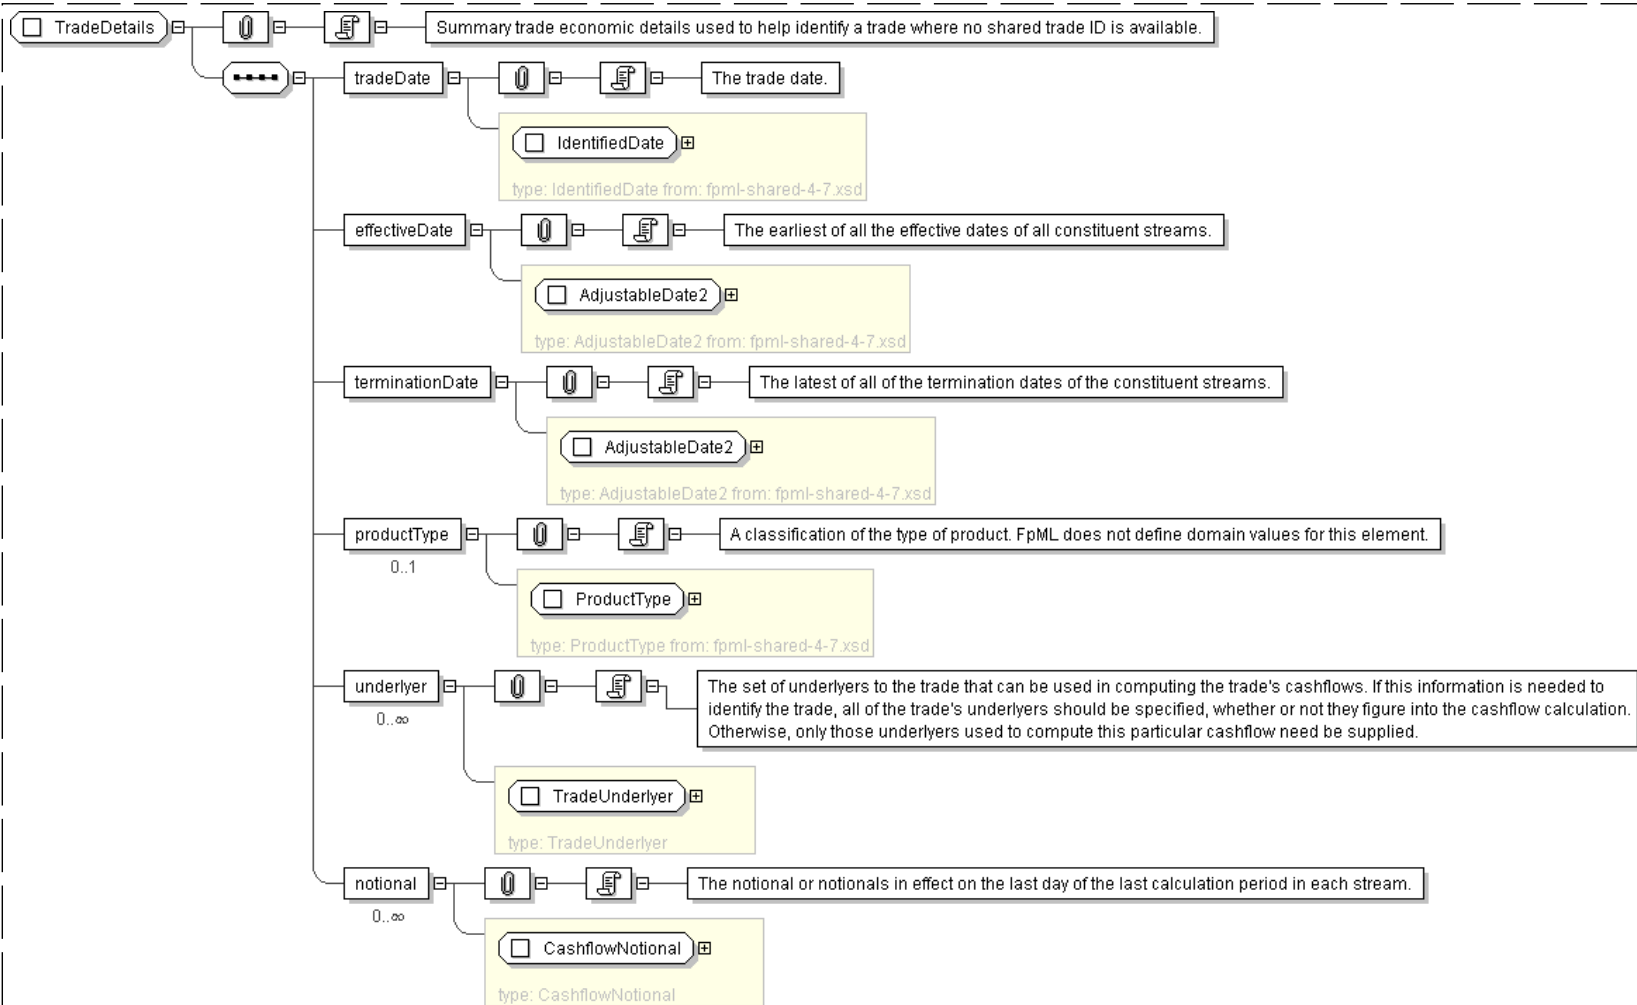 TradeDetails
Summary trade economic details used to help identify a trade where no shared trade ID is available.
tradeDate
The trade date.
IdentifiedDate
type: IdentifiedDate from: fpml-shared-4-7.xsd
effectiveDate
The earliest of all the effective dates of all constituent streams.
AdjustableDate2
type: AdjustableDate2 from: fpml-shared-4-7.xsd
terminationDate
The latest of all of the termination dates of the constituent streams.
AdjustableDate2
type: AdjustableDate2 from: fpml-shared-4-7.xsd
productType
A classification of the type of product. FpML does not define domain values for this element.
0..1
ProductType
type: ProductType from: fpml-shared-4-7.xsd
underlyer
The set of underlyers to the trade that can be used in computing the trade's cashflows. If this information is needed to
identify the trade, all of the trade's underlyers should be specified, whether or not they figure into the cashflow calculation.
Otherwise, only those underlyers used to compute this particular cashflow need be supplied.
0..∞
TradeUnderlyer
type: TradeUnderlyer
notional
The notional or notionals in effect on the last day of the last calculation period in each stream.
0..∞
CashflowNotional
type: CashflowNotional